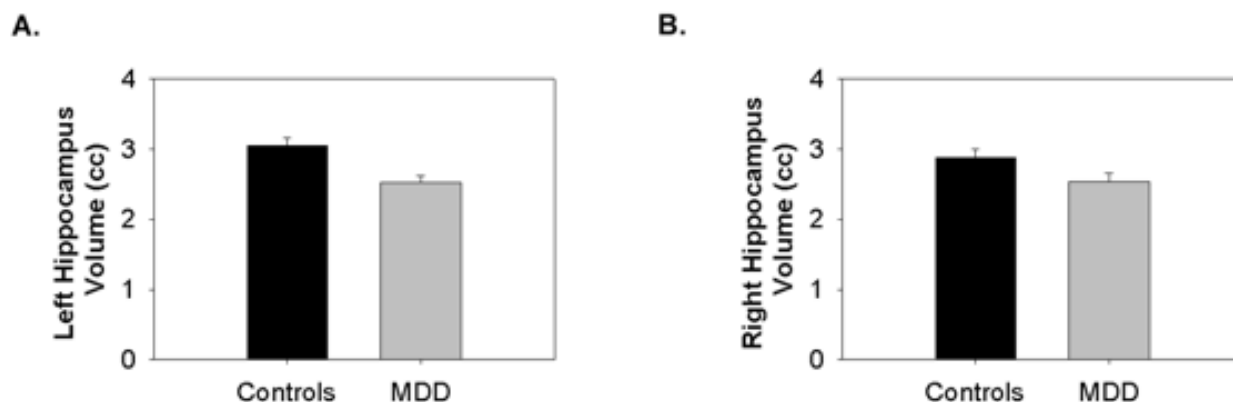 A.
B.
Left Hippocampus
Volume (cc)
4
3
2
1
0
Controls
MDD
Right Hippocampus
Volume (cc)
4
3
2
1
0
Controls
MDD